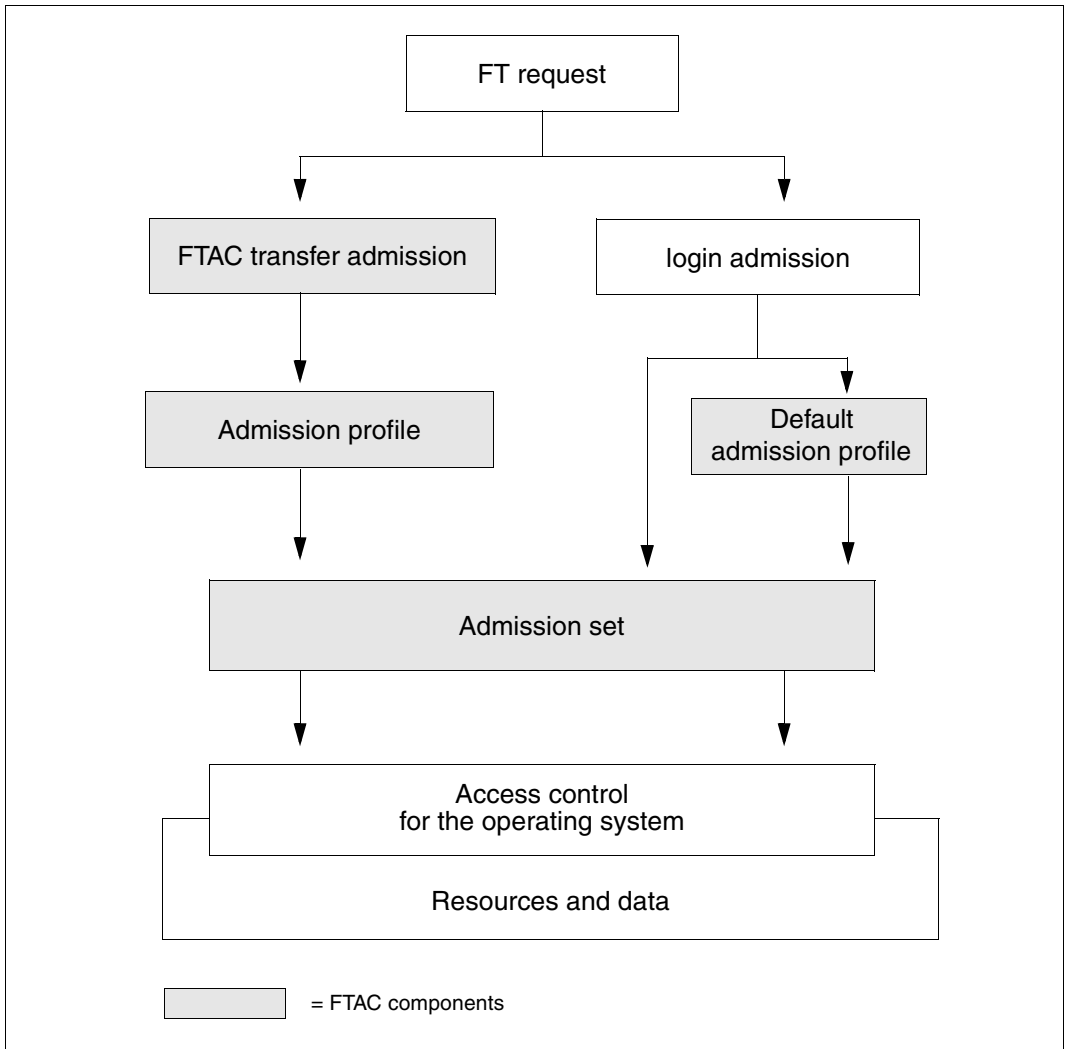 FT request
FTAC transfer admission
login admission
Admission profile
Default
admission profile
Admission set
Access control
for the operating system
Resources and data
= FTAC components